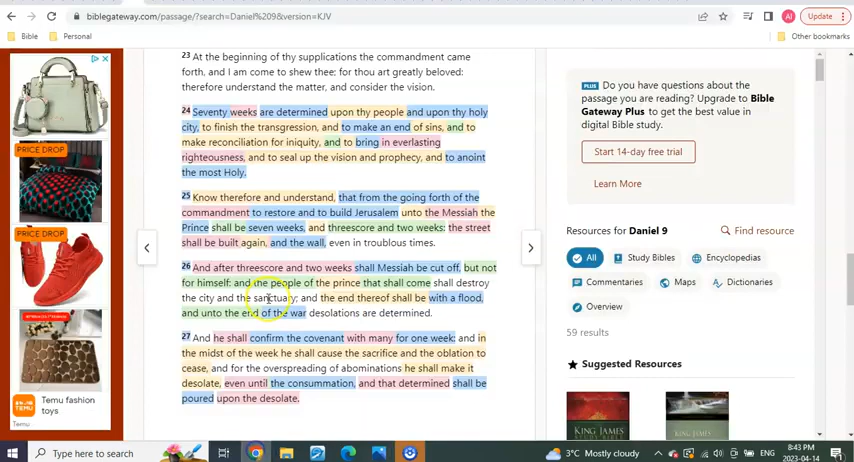 biblegateway.com/passage/?search=Daniel%209&version=KJV
AI
Update
Bible
Personal
Other bookmarks
23 At the beginning of thy supplications the commandment came
forth, and I am come to shew thee: for thou art greatly beloved:
therefore understand the matter, and consider the vision.
24 Seventy weeks are determined upon thy people and upon thy holy
city, to finish the transgression, and to make an end of sins, and to
make reconciliation for iniquity, and to bring in everlasting
righteousness, and to seal up the vision and prophecy, and to anoint
the most Holy.
25 Know therefore and understand, that from the going forth of the
commandment to restore and to build Jerusalem unto the Messiah the
Prince shall be seven weeks, and threescore and two weeks: the street
shall be built again, and the wall, even in troublous times.
26 And after threescore and two weeks shall Messiah be cut off, but not
for himself: and the people of the prince that shall come shall destroy
the city and the sanctuary; and the end thereof shall be with a flood,
and unto the end of the war desolations are determined.
27 And he shall confirm the covenant with many for one week: and in
the midst of the week he shall cause the sacrifice and the oblation to
cease, and for the overspreading of abominations he shall make it
desolate, even until the consummation, and that determined shall be
poured upon the desolate.
PRICE DROP
PRICE DROP
TEMU
Temu fashion
toys
Temu
PLUS Do you have questions about the
passage you are reading? Upgrade to Bible
Gateway Plus to get the best value in
digital Bible study.
Start 14-day free trial
Learn More
Resources for Daniel 9
Find resource
All
Study Bibles
Encyclopedias
Commentaries
Maps
Dictionaries
Overview
59 results
Suggested Resources
KING JAMES
KING JAMES
Type here to search
3°C Mostly cloudy
ENG
8:43 PM
2023-04-14